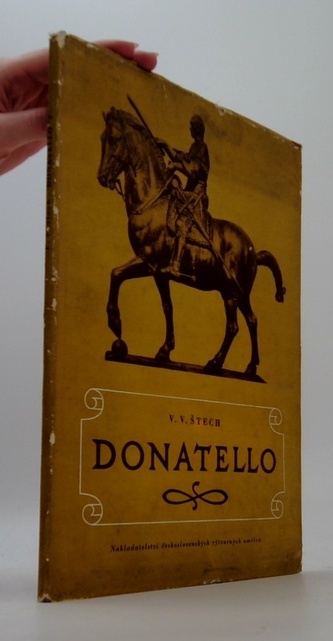 V. V. ŠTECH
DONATELLO
Nakladatelství československých výtvarných umělců